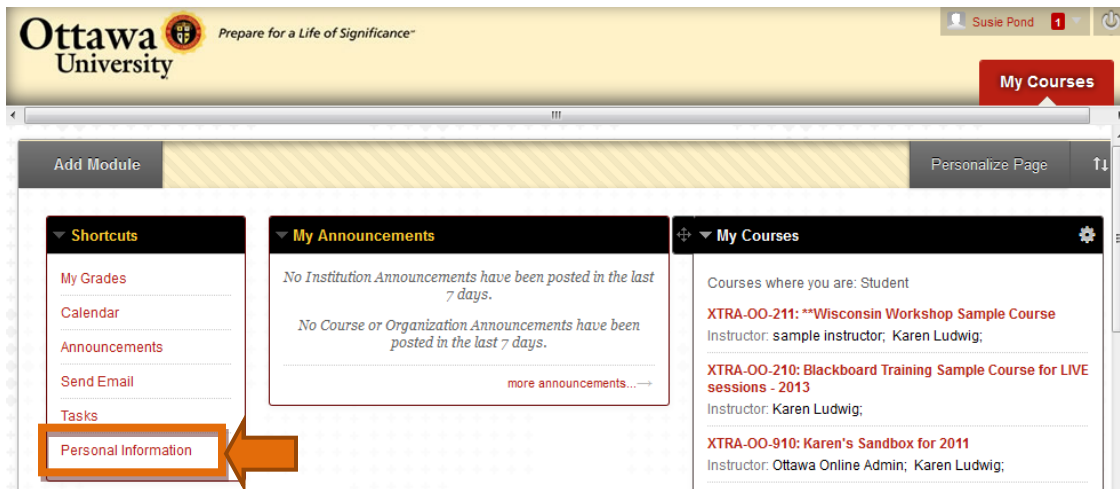 Ottawa
University
Prepare for a Life of Significance℠
Susie Pond 1
My Courses
Add Module
Personalize Page
Shortcuts
My Grades
Calendar
Announcements
Send Email
Tasks
Personal Information
My Announcements
No Institution Announcements have been posted in the last
7 days.
No Course or Organization Announcements have been
posted in the last 7 days.
more announcements...→
My Courses
Courses where you are: Student
XTRA-OO-211: **Wisconsin Workshop Sample Course
Instructor: sample instructor; Karen Ludwig;
XTRA-OO-210: Blackboard Training Sample Course for LIVE
sessions - 2013
Instructor: Karen Ludwig;
XTRA-OO-910: Karen's Sandbox for 2011
Instructor: Ottawa Online Admin; Karen Ludwig;